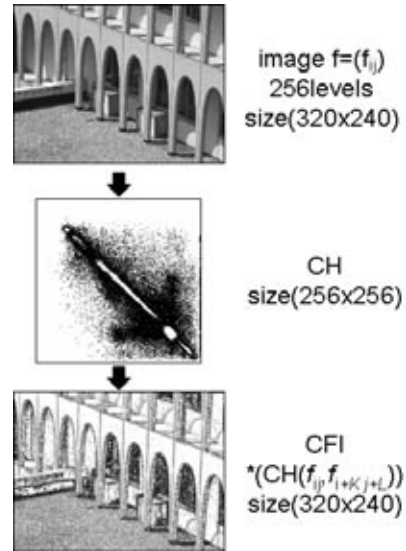 image f=(fij)
256levels
size(320x240)
CH
size(256x256)
CFI
*(CH(fij,fi+K j+L))
size(320x240)